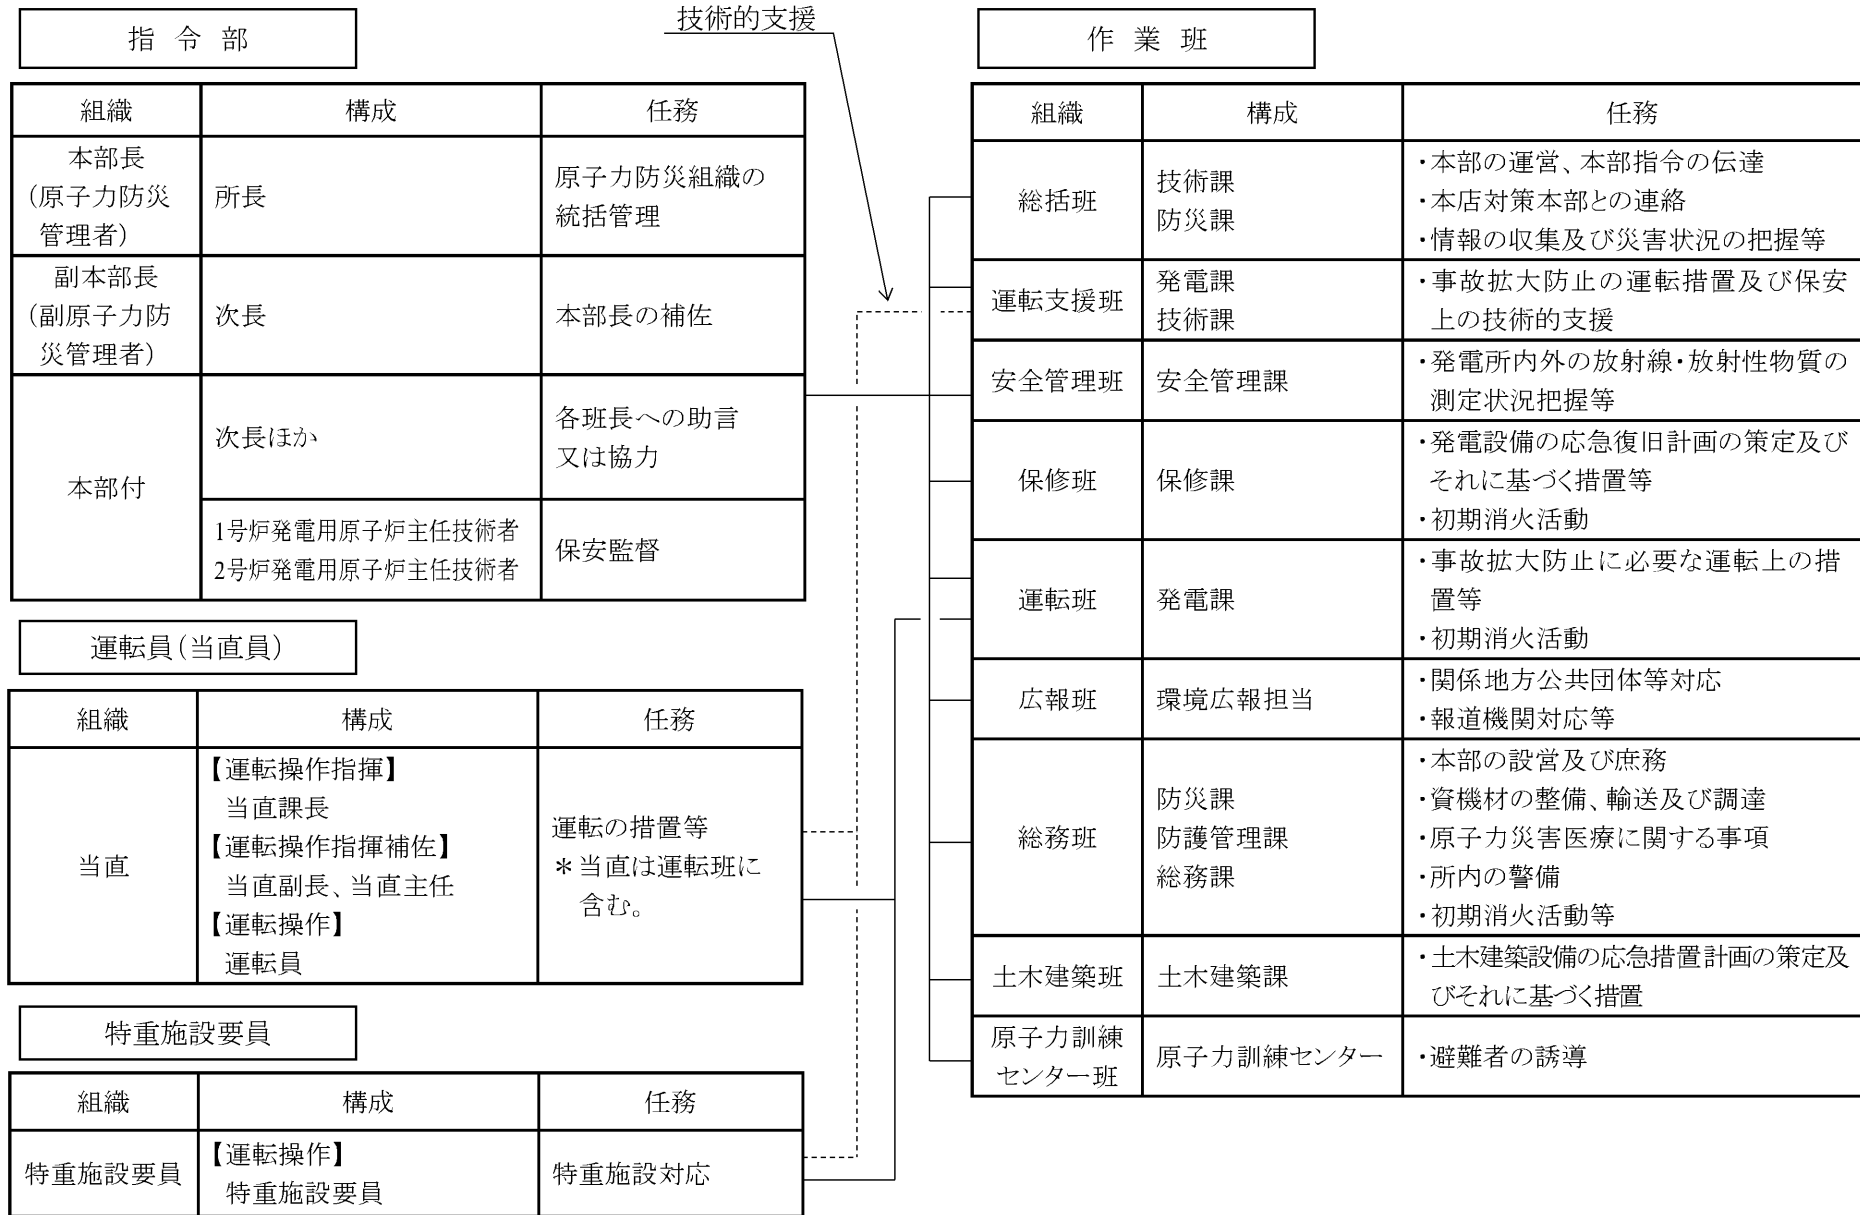 技術的支援
指 令 部
組織 構成 任務
本部長
(原子力防災
管理者)
所長
原子力防災組織の
統括管理
副本部長
(副原子力防
災管理者)
次長
本部長の補佐
本部付
次長ほか
各班長への助言
又は協力
1号炉発電用原子炉主任技術者
2号炉発電用原子炉主任技術者
保安監督
運転員(当直員)
組織 構成 任務
当直
【運転操作指揮】
当直課長
【運転操作指揮補佐】
当直副長、当直主任
【運転操作】
運転員
運転の措置等
＊当直は運転班に
含む。
特重施設要員
組織 構成 任務
特重施設要員
【運転操作】
特重施設要員
特重施設対応
作 業 班
組織 構成 任務
総括班
技術課
防災課
・本部の運営、本部指令の伝達
・本店対策本部との連絡
・情報の収集及び災害状況の把握等
運転支援班
発電課
技術課
・事故拡大防止の運転措置及び保安
上の技術的支援
安全管理班
安全管理課
・発電所内外の放射線・放射性物質の
測定状況把握等
保修班
保修課
・発電設備の応急復旧計画の策定及び
それに基づく措置等
・初期消火活動
運転班
発電課
・事故拡大防止に必要な運転上の措
置等
・初期消火活動
広報班
環境広報担当
・関係地方公共団体等対応
・報道機関対応等
総務班
防災課
防護管理課
総務課
・本部の設営及び庶務
・資機材の整備、輸送及び調達
・原子力災害医療に関する事項
・所内の警備
・初期消火活動等
土木建築班
土木建築課
・土木建築設備の応急措置計画の策定及
びそれに基づく措置
原子力訓練
センター班
原子力訓練センター
・避難者の誘導